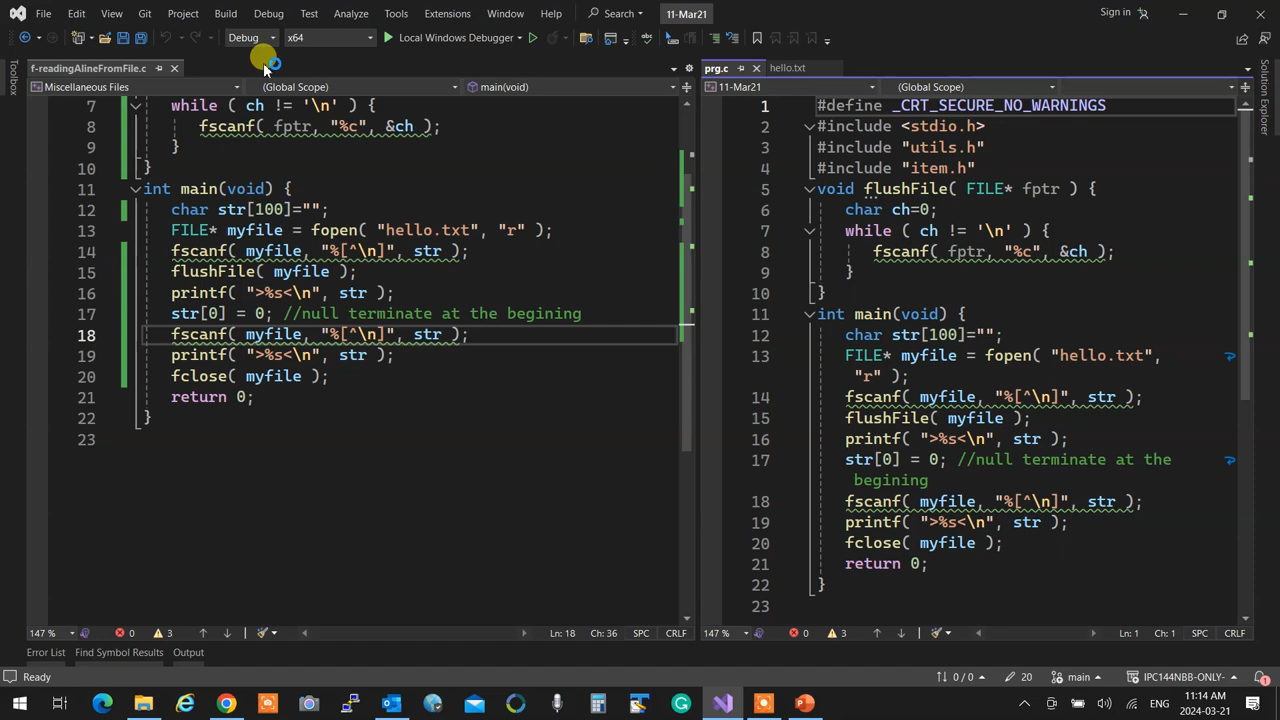 File Edit View Git Project Build Debug Test Analyze Tools Extensions Window Help Search 11-Mar21 Sign in
Debug x64 Local Windows Debugger
Toolbox
f-readingAlineFromFile.c
Miscellaneous Files (Global Scope) main(void)
7 while ( ch != '\n' ) {
8 fscanf( fptr, "%c", &ch );
9 }
10 }
11 int main(void) {
12 char str[100]="";
13 FILE* myfile = fopen( "hello.txt", "r" );
14 fscanf( myfile, "%[^\n]", str );
15 flushFile( myfile );
16 printf( ">%s<\n", str );
17 str[0] = 0; //null terminate at the begining
18 fscanf( myfile, "%[^\n]", str );
19 printf( ">%s<\n", str );
20 fclose( myfile );
21 return 0;
22 }
23
147 % 0 3 Ln: 18 Ch: 36 SPC CRLF
prg.c hello.txt
11-Mar21 (Global Scope)
1 #define _CRT_SECURE_NO_WARNINGS
2 #include <stdio.h>
3 #include "utils.h"
4 #include "item.h"
5 void flushFile( FILE* fptr ) {
6 char ch=0;
7 while ( ch != '\n' ) {
8 fscanf( fptr, "%c", &ch );
9 }
10 }
11 int main(void) {
12 char str[100]="";
13 FILE* myfile = fopen( "hello.txt",
"r" );
14 fscanf( myfile, "%[^\n]", str );
15 flushFile( myfile );
16 printf( ">%s<\n", str );
17 str[0] = 0; //null terminate at the
begining
18 fscanf( myfile, "%[^\n]", str );
19 printf( ">%s<\n", str );
20 fclose( myfile );
21 return 0;
22 }
23
147 % 0 3 Ln: 1 Ch: 1 SPC CRLF
Solution Explorer
Error List Find Symbol Results Output
Ready 0 / 0 20 main IPC144NBB-ONLY- 1
ENG 11:14 AM
2024-03-21